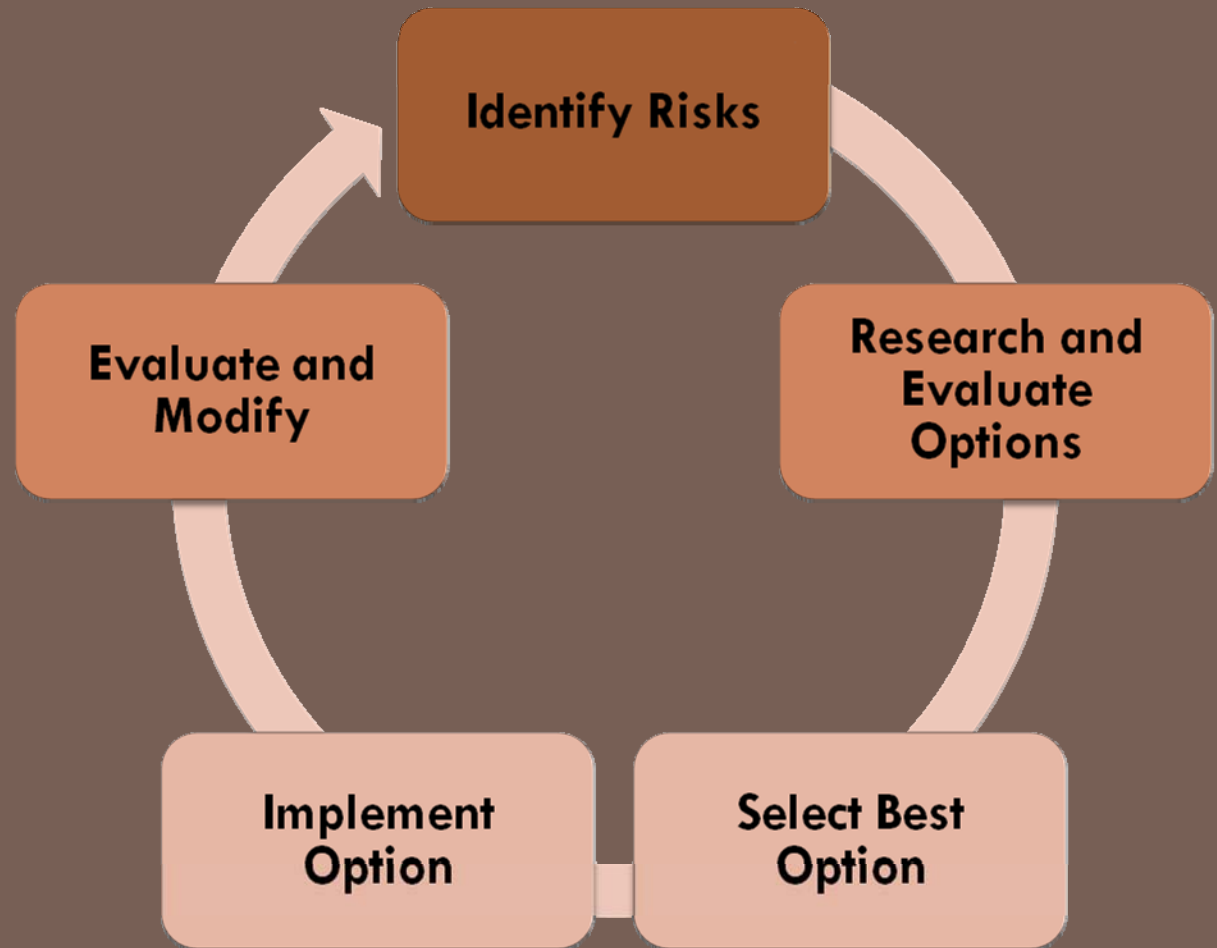 Identify Risks
Research and
Evaluate
Options
Select Best
Option
Implement
Option
Evaluate and
Modify